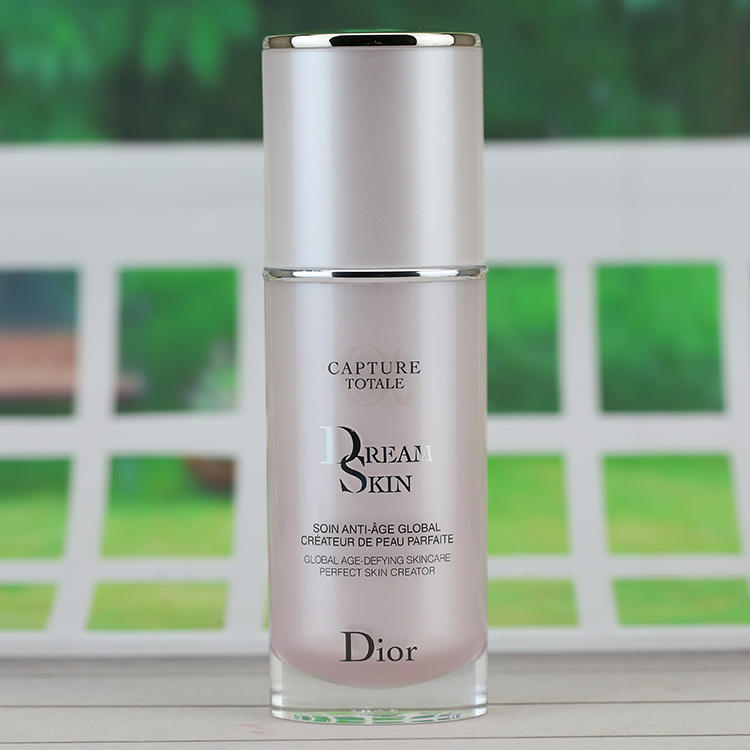 CAPTURE
TOTALE
DREAM
SKIN
SOIN ANTI-ÂGE GLOBAL
CRÉATEUR DE PEAU PARFAITE
GLOBAL AGE-DEFYING SKINCARE
PERFECT SKIN CREATOR
Dior